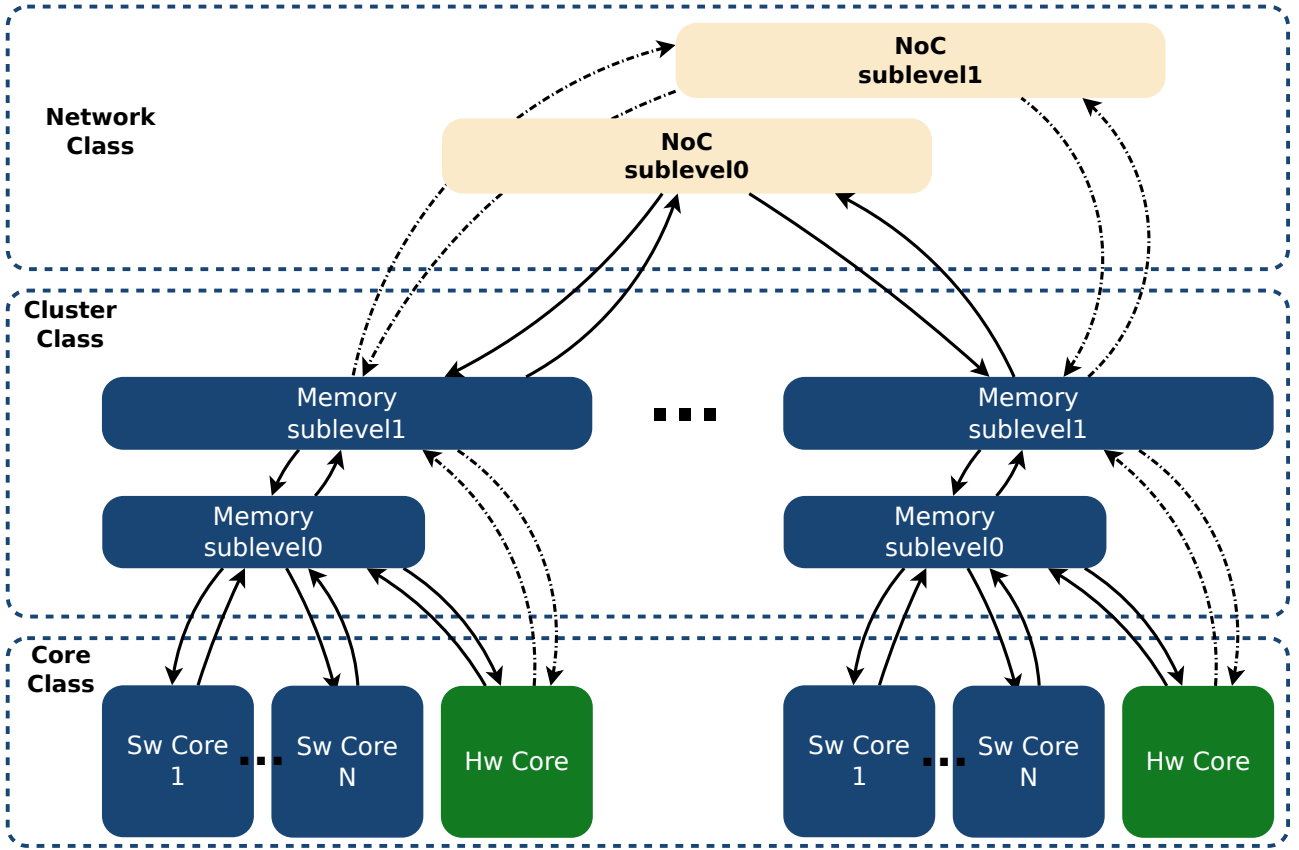 NoC
sublevel1
Network
Class
NoC
sublevel0
Cluster
Class
Memory
sublevel1
Memory
sublevel1
Memory
sublevel0
Memory
sublevel0
Core
Class
Sw Core
1
Sw Core
N
Hw Core
Sw Core
1
Sw Core
N
Hw Core